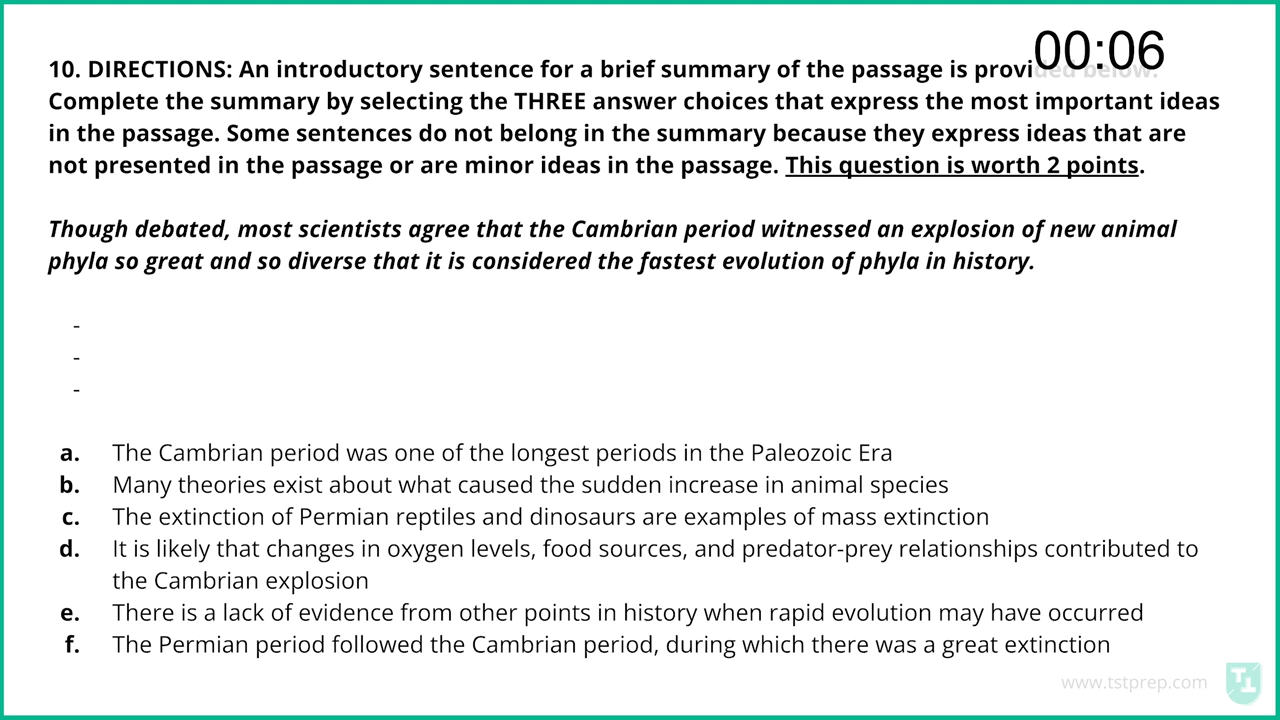 00:06
10. DIRECTIONS: An introductory sentence for a brief summary of the passage is provided below.
Complete the summary by selecting the THREE answer choices that express the most important ideas
in the passage. Some sentences do not belong in the summary because they express ideas that are
not presented in the passage or are minor ideas in the passage. This question is worth 2 points.
Though debated, most scientists agree that the Cambrian period witnessed an explosion of new animal
phyla so great and so diverse that it is considered the fastest evolution of phyla in history.
-
-
-
a. The Cambrian period was one of the longest periods in the Paleozoic Era
b. Many theories exist about what caused the sudden increase in animal species
c. The extinction of Permian reptiles and dinosaurs are examples of mass extinction
d. It is likely that changes in oxygen levels, food sources, and predator-prey relationships contributed to
the Cambrian explosion
e. There is a lack of evidence from other points in history when rapid evolution may have occurred
f. The Permian period followed the Cambrian period, during which there was a great extinction
www.tstprep.com